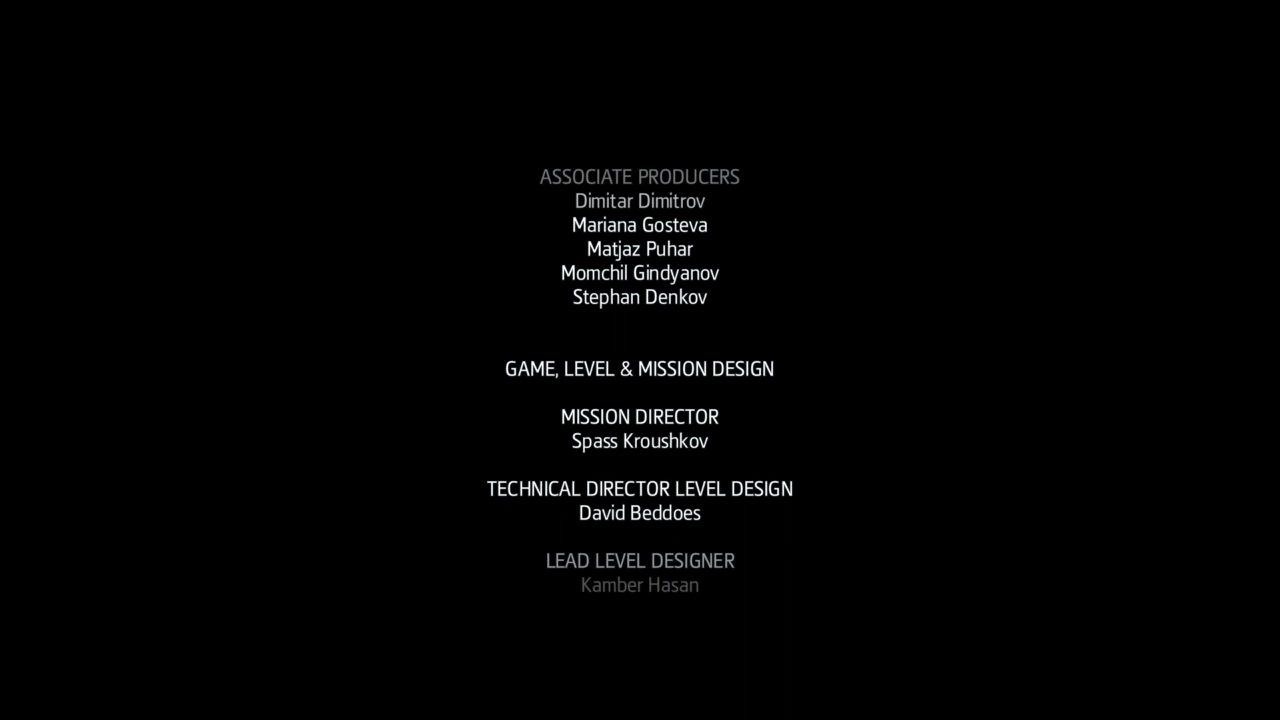 ASSOCIATE PRODUCERS
Dimitar Dimitrov
Mariana Gosteva
Matjaz Puhar
Momchil Gindyanov
Stephan Denkov
GAME, LEVEL & MISSION DESIGN
MISSION DIRECTOR
Spass Kroushkov
TECHNICAL DIRECTOR LEVEL DESIGN
David Beddoes
LEAD LEVEL DESIGNER
Kamber Hasan